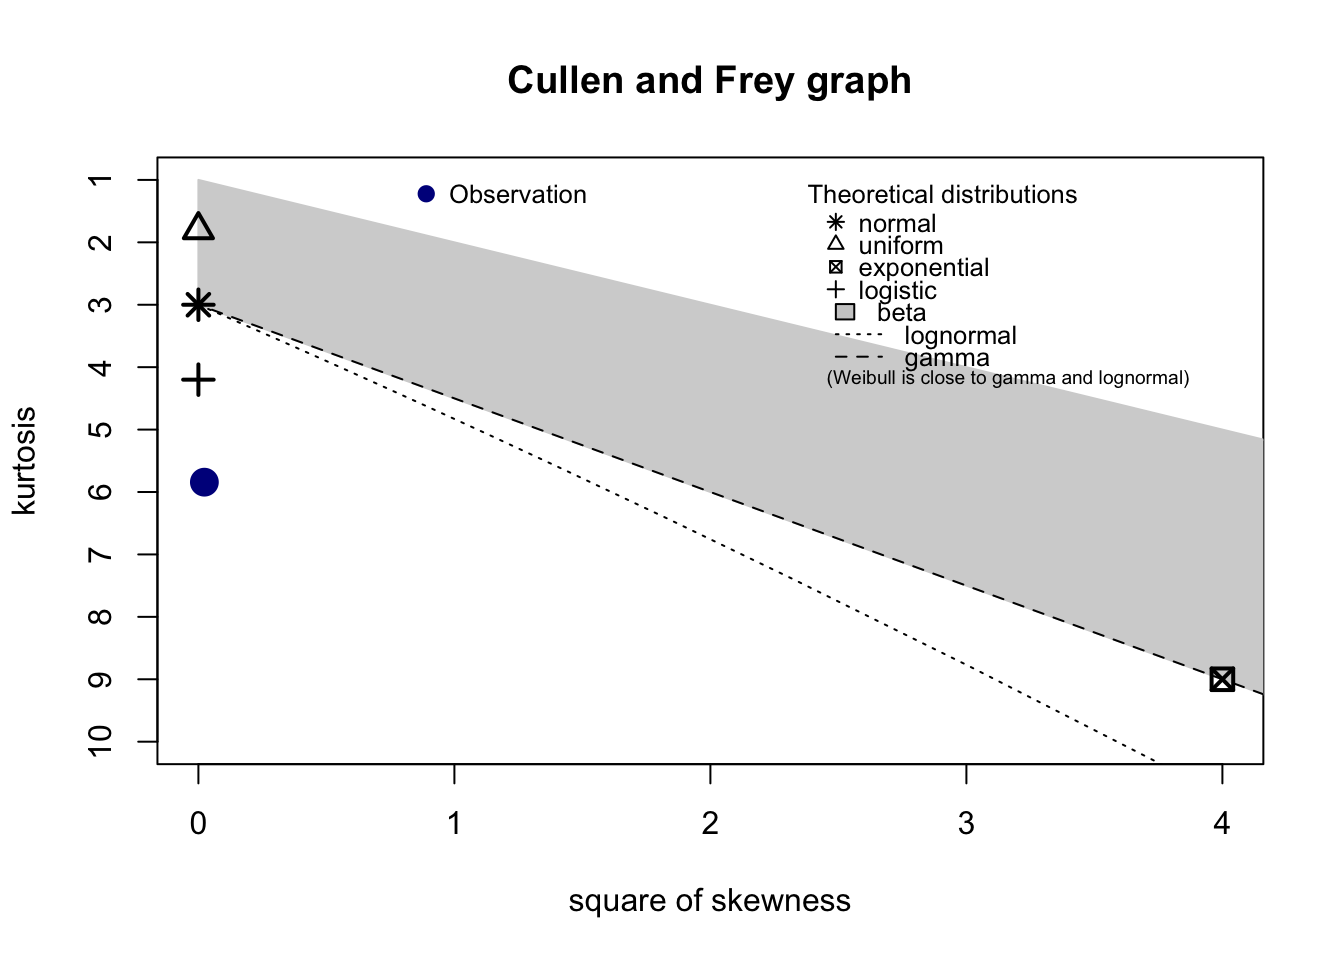 Cullen and Frey graph
Observation
Theoretical distributions
normal
uniform
exponential
logistic
beta
lognormal
gamma
(Weibull is close to gamma and lognormal)
kurtosis
1
2
3
4
5
6
7
8
9
10
0 1 2 3 4
square of skewness